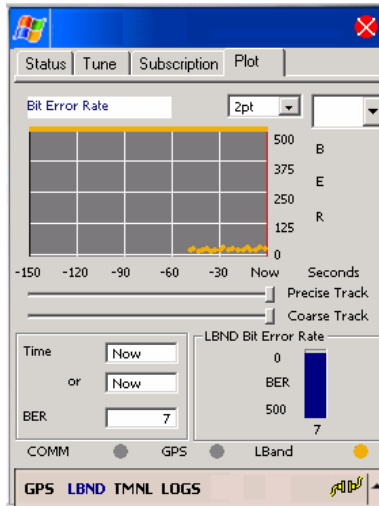 Status Tune Subscription Plot
Bit Error Rate 2pt
500
375
250
125
0
B
E
R
-150 -120 -90 -60 -30 Now Seconds
Precise Track
Coarse Track
Time Now
or Now
BER 7
LBND Bit Error Rate
0
BER
500
7
COMM GPS LBand
GPS LBND TMNL LOGS